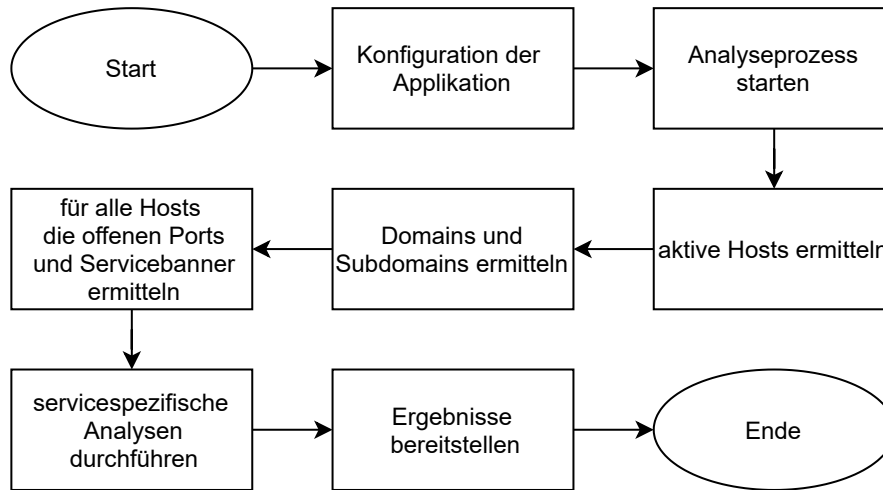 Start
Konfiguration der
Applikation
Analyseprozess
starten
aktive Hosts ermitteln
Domains und
Subdomains ermitteln
für alle Hosts
die offenen Ports
und Servicebanner
ermitteln
servicespezifische
Analysen
durchführen
Ergebnisse
bereitstellen
Ende